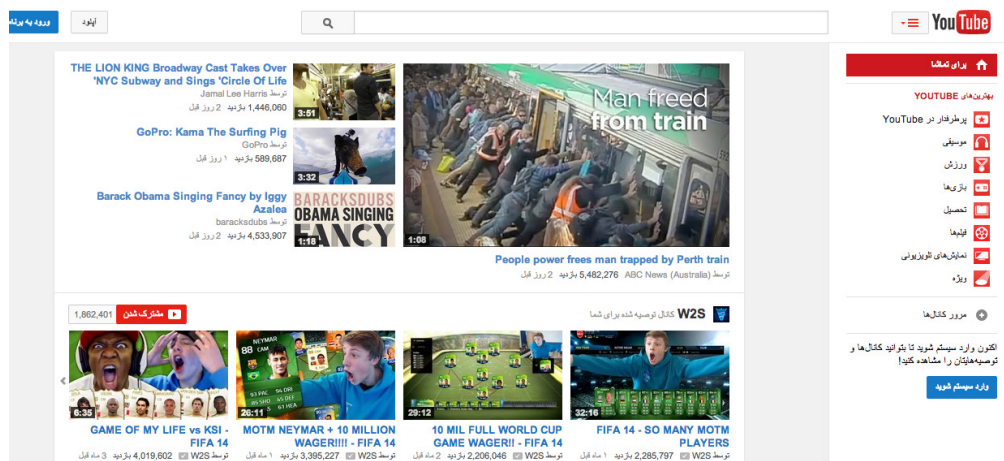 YouTube
آپلود
ورود به برنامه
برای تماشا
بهترین‌های YOUTUBE
پرطرفدار در YouTube
موسیقی
ورزش
بازی‌ها
تحصیل
فیلم‌ها
نمایش‌های تلویزیونی
ویژه
مرور کانال‌ها
اکنون وارد سیستم شوید تا بتوانید کانال‌ها و
توصیه‌هایتان را مشاهده کنید!
وارد سیستم شوید
Man freed
from train
1:08
People power frees man trapped by Perth train
توسط ABC News (Australia) 5,482,276 بازدید 2 روز قبل
THE LION KING Broadway Cast Takes Over
'NYC Subway and Sings 'Circle Of Life
توسط Jamal Lee Harris
1,446,060 بازدید 2 روز قبل
3:51
GoPro: Kama The Surfing Pig
توسط GoPro
589,687 بازدید ۱ روز قبل
3:32
Barack Obama Singing Fancy by Iggy
Azalea
توسط baracksdubs
4,533,907 بازدید 2 روز قبل
BARACKSDUBS
OBAMA SINGING
FANCY
1:18
W2S کانال توصیه شده برای شما
مشترک شدن 1,862,401
32:16
FIFA 14 - SO MANY MOTM
PLAYERS
توسط W2S 2,285,797 بازدید ۱ ماه قبل
29:12
10 MIL FULL WORLD CUP
GAME WAGER!! - FIFA 14
توسط W2S 2,206,046 بازدید 2 ماه قبل
NEYMAR
88 CAM
26:11
MOTM NEYMAR + 10 MILLION
WAGER!!!! - FIFA 14
توسط W2S 3,395,227 بازدید ۱ ماه قبل
6:35
GAME OF MY LIFE vs KSI -
FIFA 14
توسط W2S 4,019,602 بازدید 3 ماه قبل